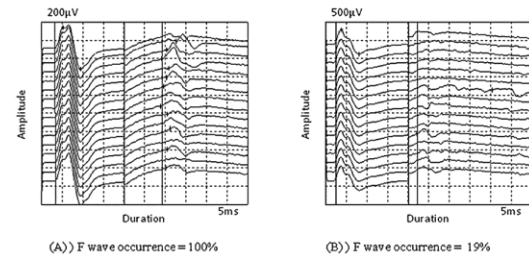 200µV
500µV
Amplitude
Amplitude
Duration
5ms
Duration
5ms
(A)) F wave occurrence = 100%
(B)) F wave occurrence = 19%